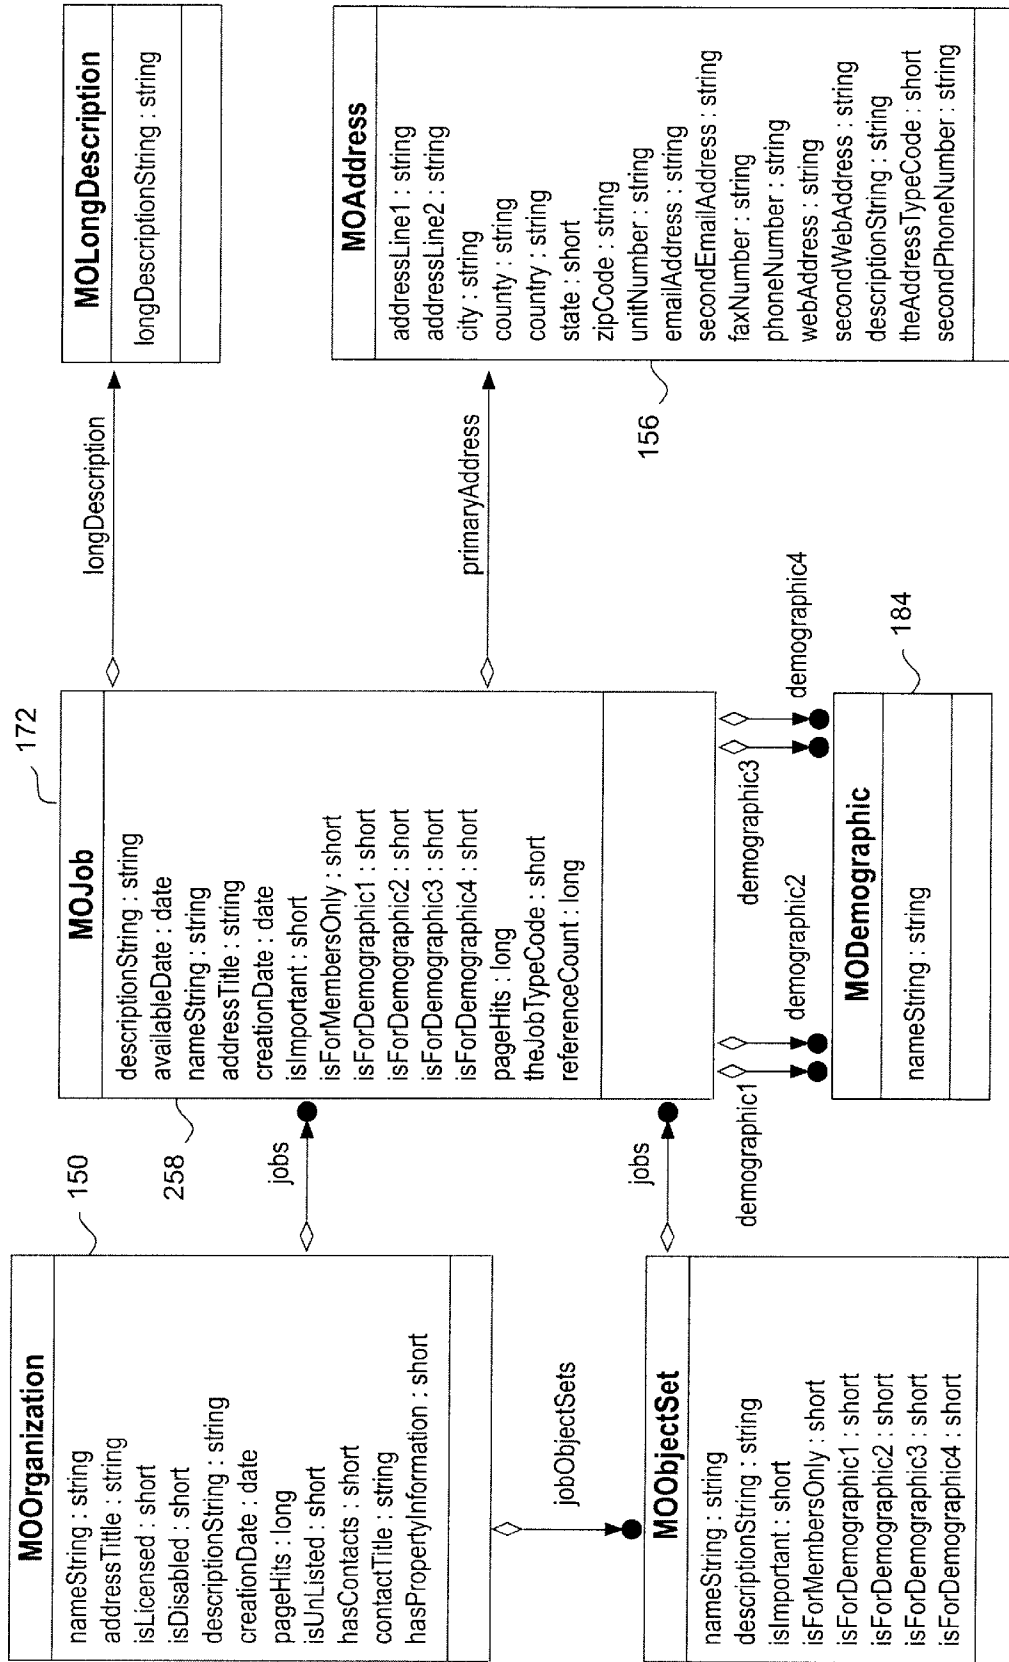 MOOrganization
nameString : string
addressTitle : string
isLicensed : short
isDisabled : short
descriptionString : string
creationDate : date
pageHits : long
isUnListed : short
hasContacts : short
contactTitle : string
hasPropertyInformation : short
150
jobs
jobObjectSets
MOObjectSet
nameString : string
descriptionString : string
isImportant : short
isForMembersOnly : short
isForDemographic1 : short
isForDemographic2 : short
isForDemographic3 : short
isForDemographic4 : short
jobs
172
MOJob
descriptionString : string
availableDate : date
nameString : string
addressTitle : string
creationDate : date
isImportant : short
isForMembersOnly : short
isForDemographic1 : short
isForDemographic2 : short
isForDemographic3 : short
isForDemographic4 : short
pageHits : long
theJobTypeCode : short
referenceCount : long
258
demographic1
demographic2
demographic3
demographic4
MODemographic
nameString : string
184
longDescription
MOLongDescription
longDescriptionString : string
primaryAddress
MOAddress
addressLine1 : string
addressLine2 : string
city : string
county : string
country : string
state : short
zipCode : string
unitNumber : string
emailAddress : string
secondEmailAddress : string
faxNumber : string
phoneNumber : string
webAddress : string
secondWebAddress : string
descriptionString : string
theAddressTypeCode : short
secondPhoneNumber : string
156